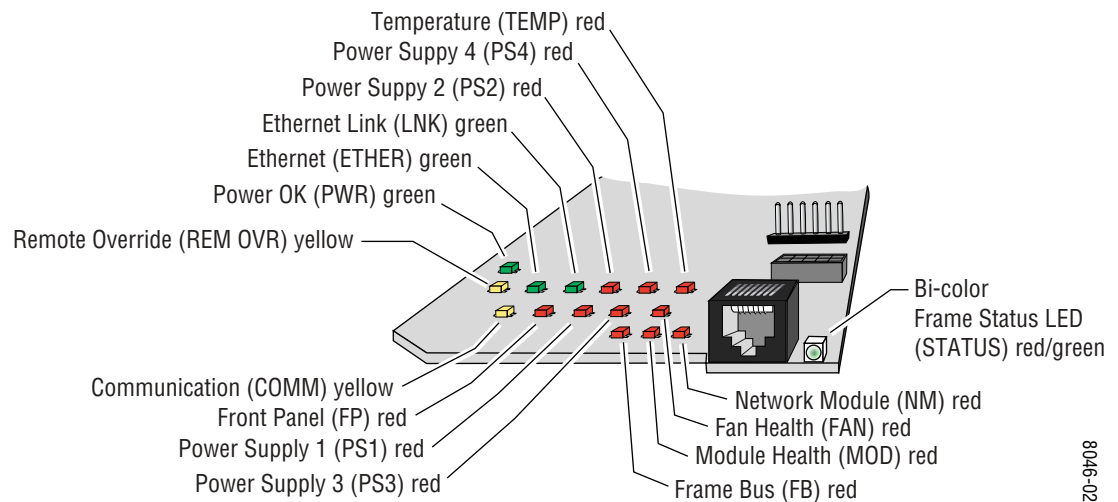 Temperature (TEMP) red
Power Suppy 4 (PS4) red
Power Suppy 2 (PS2) red
Ethernet Link (LNK) green
Ethernet (ETHER) green
Power OK (PWR) green
Remote Override (REM OVR) yellow
Bi-color
Frame Status LED
(STATUS) red/green
Communication (COMM) yellow
Front Panel (FP) red
Power Supply 1 (PS1) red
Power Supply 3 (PS3) red
Network Module (NM) red
Fan Health (FAN) red
Module Health (MOD) red
Frame Bus (FB) red
8046-02